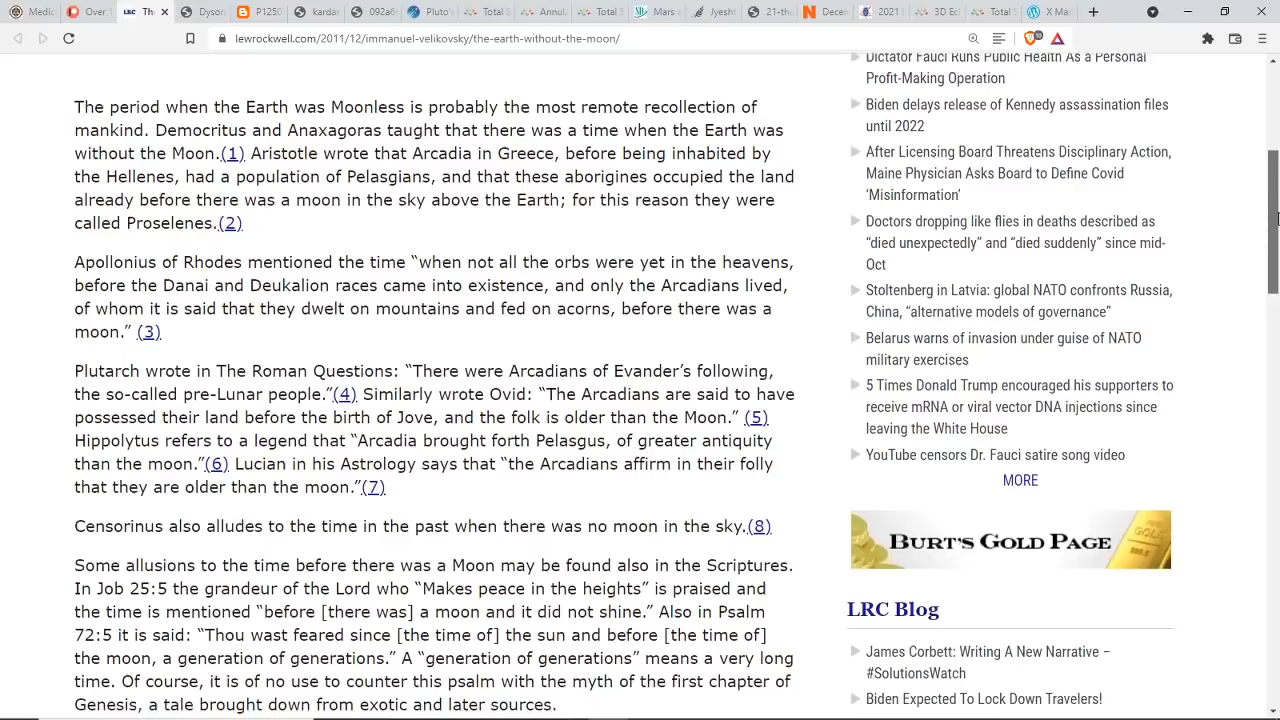 Medic
Over.
LRC Th
Dyson
P1250
karda
092a6
Pluto'
Total S
Annul
Total S
Mars e
Jyesht
21-the
Decen
2021 I
3D Ec
Total S
X Mar
lewrockwell.com/2011/12/immanuel-velikovsky/the-earth-without-the-moon/
The period when the Earth was Moonless is probably the most remote recollection of
mankind. Democritus and Anaxagoras taught that there was a time when the Earth was
without the Moon.(1) Aristotle wrote that Arcadia in Greece, before being inhabited by
the Hellenes, had a population of Pelasgians, and that these aborigines occupied the land
already before there was a moon in the sky above the Earth; for this reason they were
called Proselenes.(2)
Apollonius of Rhodes mentioned the time “when not all the orbs were yet in the heavens,
before the Danai and Deukalion races came into existence, and only the Arcadians lived,
of whom it is said that they dwelt on mountains and fed on acorns, before there was a
moon.” (3)
Plutarch wrote in The Roman Questions: “There were Arcadians of Evander’s following,
the so-called pre-Lunar people.”(4) Similarly wrote Ovid: “The Arcadians are said to have
possessed their land before the birth of Jove, and the folk is older than the Moon.” (5)
Hippolytus refers to a legend that “Arcadia brought forth Pelasgus, of greater antiquity
than the moon.”(6) Lucian in his Astrology says that “the Arcadians affirm in their folly
that they are older than the moon.”(7)
Censorinus also alludes to the time in the past when there was no moon in the sky.(8)
Some allusions to the time before there was a Moon may be found also in the Scriptures.
In Job 25:5 the grandeur of the Lord who “Makes peace in the heights” is praised and
the time is mentioned “before [there was] a moon and it did not shine.” Also in Psalm
72:5 it is said: “Thou wast feared since [the time of] the sun and before [the time of]
the moon, a generation of generations.” A “generation of generations” means a very long
time. Of course, it is of no use to counter this psalm with the myth of the first chapter of
Genesis, a tale brought down from exotic and later sources.
Dictator Fauci Runs Public Health As a Personal
Profit-Making Operation
Biden delays release of Kennedy assassination files
until 2022
After Licensing Board Threatens Disciplinary Action,
Maine Physician Asks Board to Define Covid
‘Misinformation’
Doctors dropping like flies in deaths described as
“died unexpectedly” and “died suddenly” since mid-
Oct
Stoltenberg in Latvia: global NATO confronts Russia,
China, “alternative models of governance”
Belarus warns of invasion under guise of NATO
military exercises
5 Times Donald Trump encouraged his supporters to
receive mRNA or viral vector DNA injections since
leaving the White House
YouTube censors Dr. Fauci satire song video
MORE
BURT'S GOLD PAGE
LRC Blog
James Corbett: Writing A New Narrative –
#SolutionsWatch
Biden Expected To Lock Down Travelers!